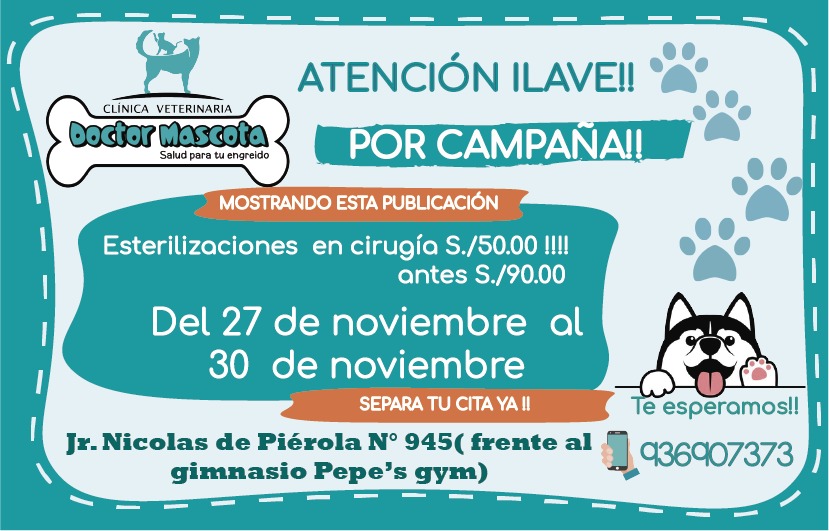 ATENCIÓN ILAVE!!
CLÍNICA VETERINARIA
Doctor Mascota
Salud para tu engreido
POR CAMPAÑA!!
MOSTRANDO ESTA PUBLICACIÓN
Esterilizaciones en cirugía S./50.00 !!!!
antes S./90.00
Del 27 de noviembre al
30 de noviembre
SEPARA TU CITA YA !!
Te esperamos!!
Jr. Nicolas de Piérola N° 945( frente al
gimnasio Pepe's gym)
936907373